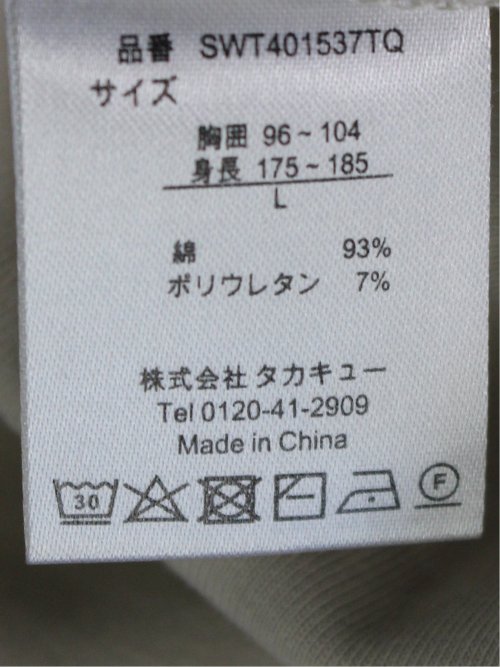 品番 SWT401537TQ
サイズ
胸囲 96~104
身長 175~185
L
綿 93%
ポリウレタン 7%
株式会社 タカキュー
Tel 0120-41-2909
Made in China
30 F